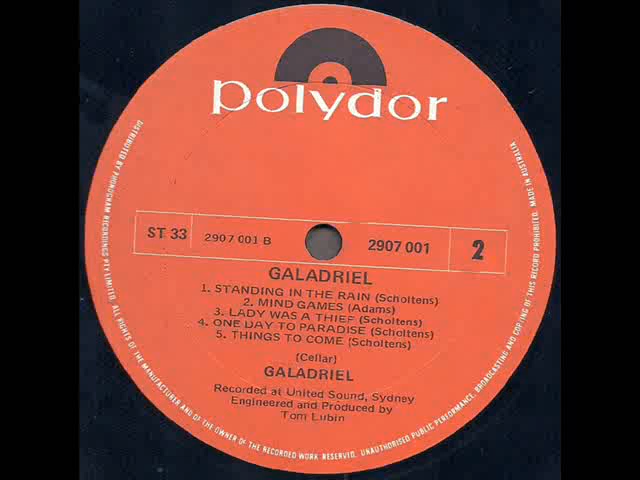 polydor
ST 33 2907 001 B 2907 001 2
GALADRIEL
1. STANDING IN THE RAIN (Scholtens)
2. MIND GAMES (Adams)
3. LADY WAS A THIEF (Scholtens)
4. ONE DAY TO PARADISE (Scholtens)
5. THINGS TO COME (Scholtens)
(Cellar)
GALADRIEL
Recorded at United Sound, Sydney
Engineered and Produced by
Tom Lubin
DISTRIBUTED BY PHONOGRAM RECORDINGS PTY LIMITED. ALL RIGHTS OF THE MANUFACTURER AND OF THE OWNER OF THE RECORDED WORK RESERVED. UNAUTHORISED PUBLIC PERFORMANCE, BROADCASTING AND COPYING OF THIS RECORD PROHIBITED. MADE IN AUSTRALIA